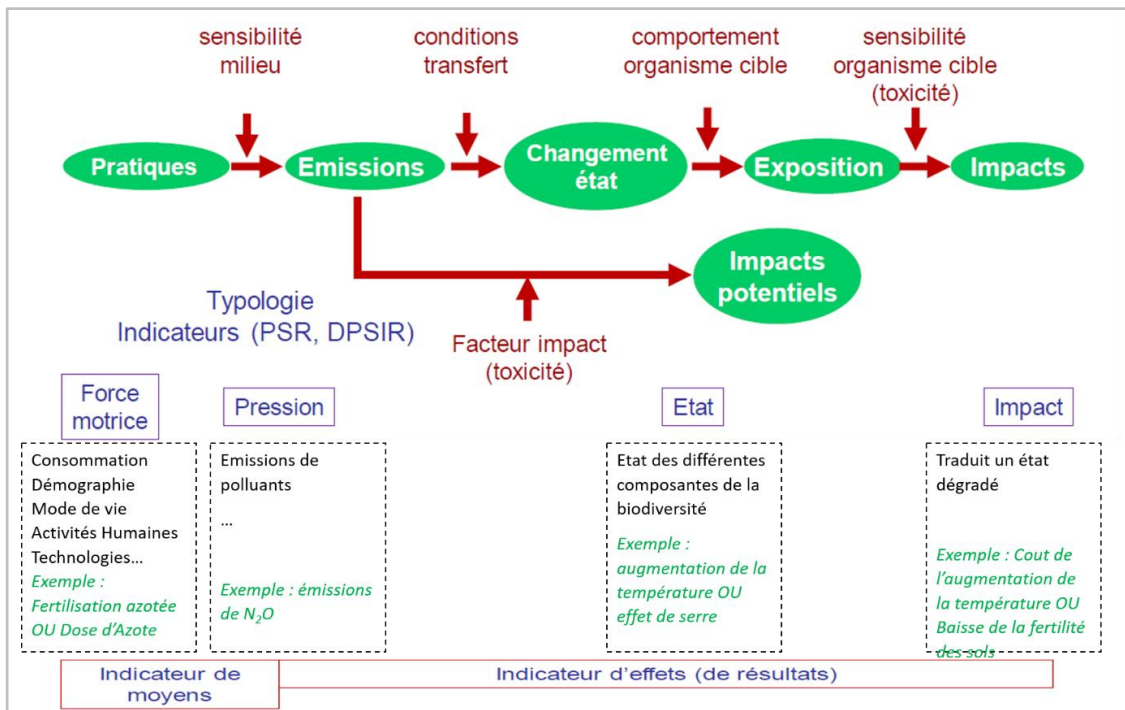 sensibilité
milieu
conditions
transfert
comportement
organisme cible
sensibilité
organisme cible
(toxicité)
Pratiques
Emissions
Changement
état
Exposition
Impacts
Impacts
potentiels
Typologie
Indicateurs (PSR, DPSIR)
Facteur impact
(toxicité)
Force
motrice
Pression
Etat
Impact
Consommation
Démographie
Mode de vie
Activités Humaines
Technologies…
Exemple :
Fertilisation azotée
OU Dose d’Azote
Emissions de
polluants
…
Exemple : émissions
de N₂O
Etat des différentes
composantes de la
biodiversité
Exemple :
augmentation de la
température OU
effet de serre
Traduit un état
dégradé
Exemple : Cout de
l’augmentation de
la température OU
Baisse de la fertilité
des sols
Indicateur de
moyens
Indicateur d’effets (de résultats)